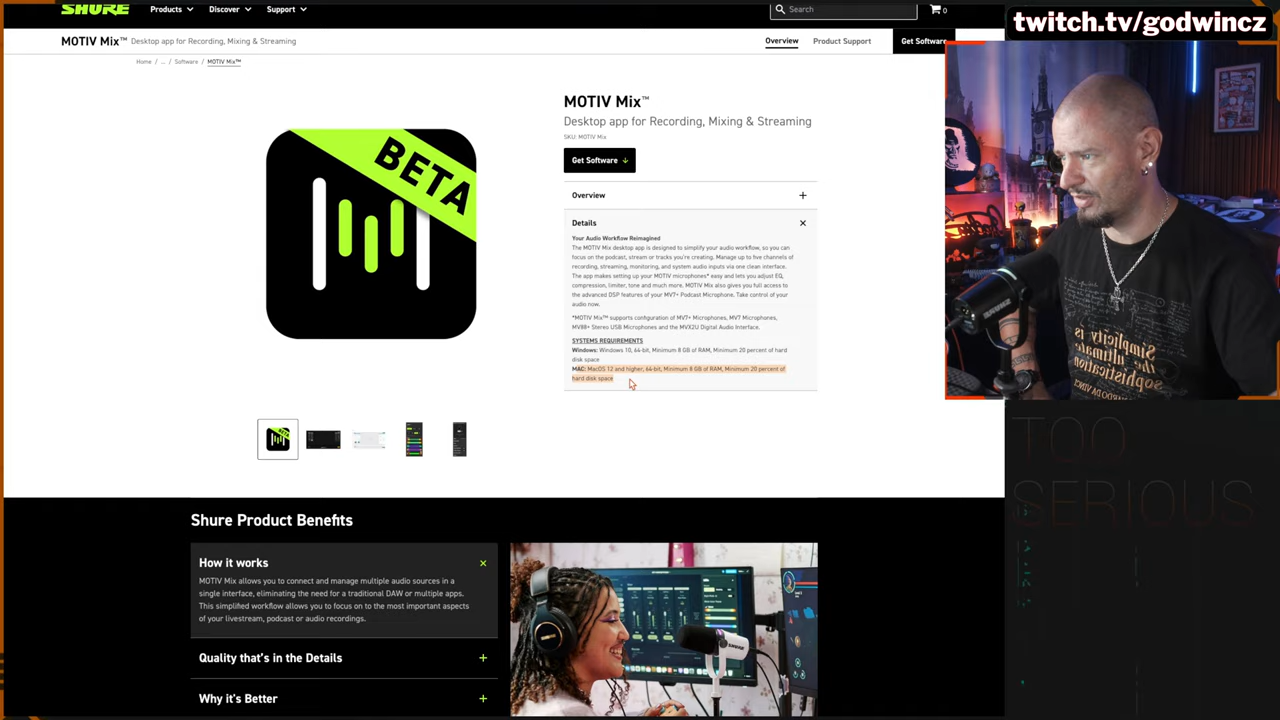 SHURE
Products
Discover
Support
Search
0
twitch.tv/godwincz
MOTIV Mix™ Desktop app for Recording, Mixing & Streaming
Overview
Product Support
Get Software
Home / ... / Software / MOTIV Mix™
BETA
MOTIV Mix™
Desktop app for Recording, Mixing & Streaming
SKU: MOTIV Mix
Get Software ↓
Overview +
Details
Your Audio Workflow Reimagined
The MOTIV Mix desktop app is designed to simplify your audio workflow, so you can
focus on the podcast, stream or tracks you're creating. Manage up to five channels of
recording, streaming, monitoring, and system audio inputs via one clean interface.
The app makes setting up your MOTIV microphones* easy and lets you adjust EQ,
compression, limiter, tone and much more. MOTIV Mix also gives you full access to
the advanced DSP features of your MV7+ Podcast Microphone. Take control of your
audio now.
*MOTIV Mix™ supports configuration of MV7+ Microphones, MV7 Microphones,
MV88+ Stereo USB Microphones and the MVX2U Digital Audio Interface.
SYSTEMS REQUIREMENTS
Windows: Windows 10, 64-bit, Minimum 8 GB of RAM, Minimum 20 percent of hard
disk space
MAC: MacOS 12 and higher, 64-bit, Minimum 8 GB of RAM, Minimum 20 percent of
hard disk space
Simplicity is
the ultimate
sophistication
LEONARDO DA VINCI
TOO
SERIOUS
Shure Product Benefits
How it works
MOTIV Mix allows you to connect and manage multiple audio sources in a
single interface, eliminating the need for a traditional DAW or multiple apps.
This simplified workflow allows you to focus on to the most important aspects
of your livestream, podcast or audio recordings.
Quality that's in the Details +
Why it's Better +
SHURE